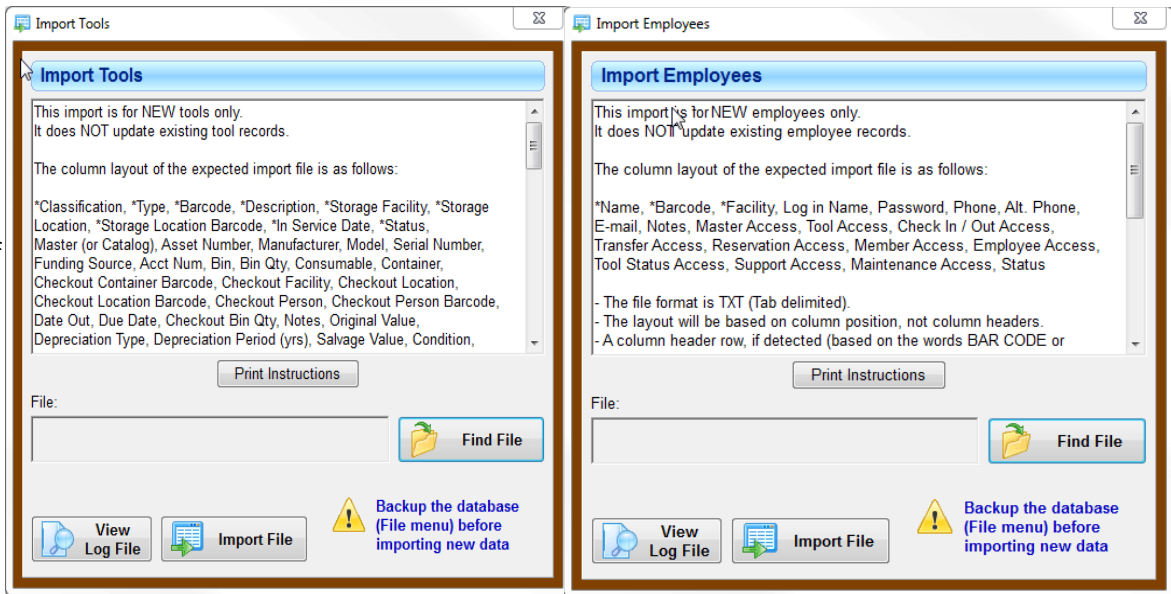 Import Tools
Import Tools
This import is for NEW tools only.
It does NOT update existing tool records.
The column layout of the expected import file is as follows:
*Classification, *Type, *Barcode, *Description, *Storage Facility, *Storage
Location, *Storage Location Barcode, *In Service Date, *Status,
Master (or Catalog), Asset Number, Manufacturer, Model, Serial Number,
Funding Source, Acct Num, Bin, Bin Qty, Consumable, Container,
Checkout Container Barcode, Checkout Facility, Checkout Location,
Checkout Location Barcode, Checkout Person, Checkout Person Barcode,
Date Out, Due Date, Checkout Bin Qty, Notes, Original Value,
Depreciation Type, Depreciation Period (yrs), Salvage Value, Condition,
Print Instructions
File:
Find File
View
Log File
Import File
Backup the database
(File menu) before
importing new data
Import Employees
Import Employees
This import is for NEW employees only.
It does NOT update existing employee records.
The column layout of the expected import file is as follows:
*Name, *Barcode, *Facility, Log in Name, Password, Phone, Alt. Phone,
E-mail, Notes, Master Access, Tool Access, Check In / Out Access,
Transfer Access, Reservation Access, Member Access, Employee Access,
Tool Status Access, Support Access, Maintenance Access, Status
- The file format is TXT (Tab delimited).
- The layout will be based on column position, not column headers.
- A column header row, if detected (based on the words BAR CODE or
Print Instructions
File:
Find File
View
Log File
Import File
Backup the database
(File menu) before
importing new data